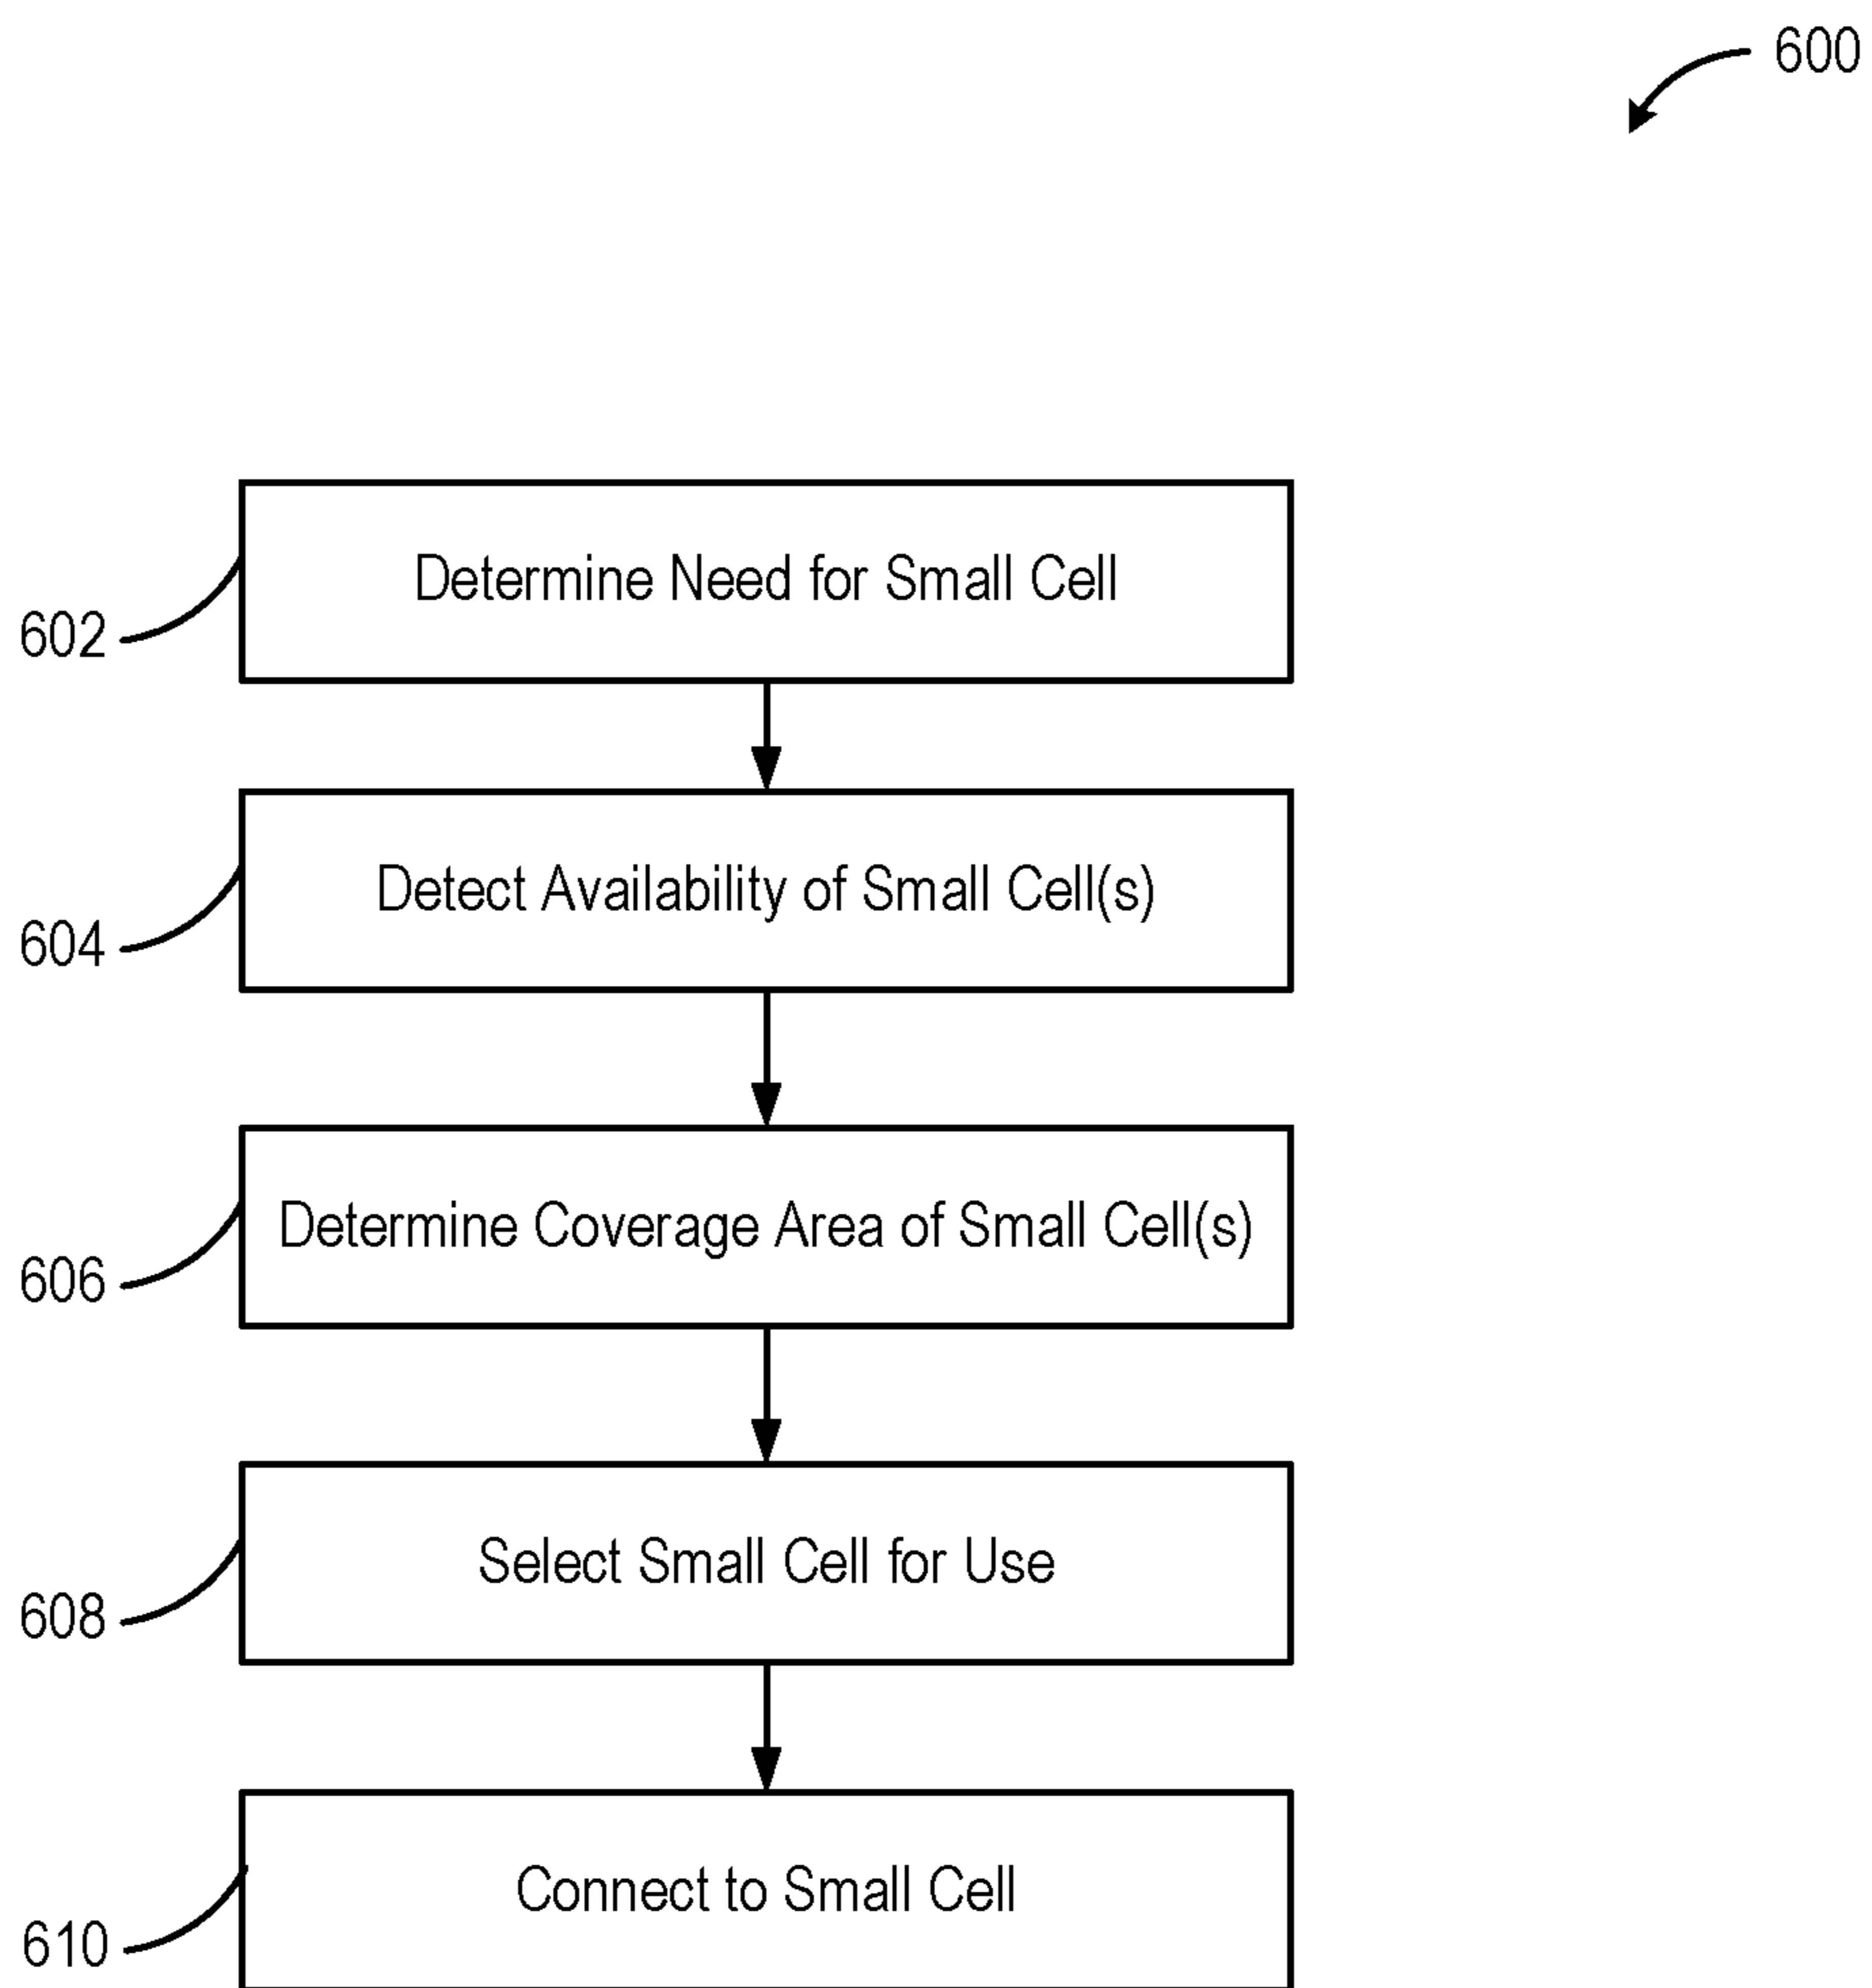 600
Determine Need for Small Cell
602
Detect Availability of Small Cell(s)
604
Determine Coverage Area of Small Cell(s)
606
Select Small Cell for Use
608
Connect to Small Cell
610